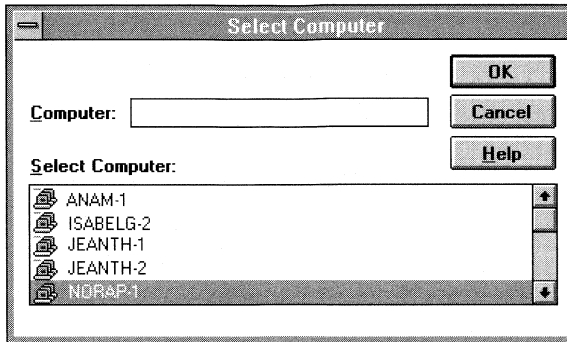 Select Computer
OK
Computer:
Cancel
Help
Select Computer:
ANAM-1
ISABELG-2
JEANTH-1
JEANTH-2
NORAP-1